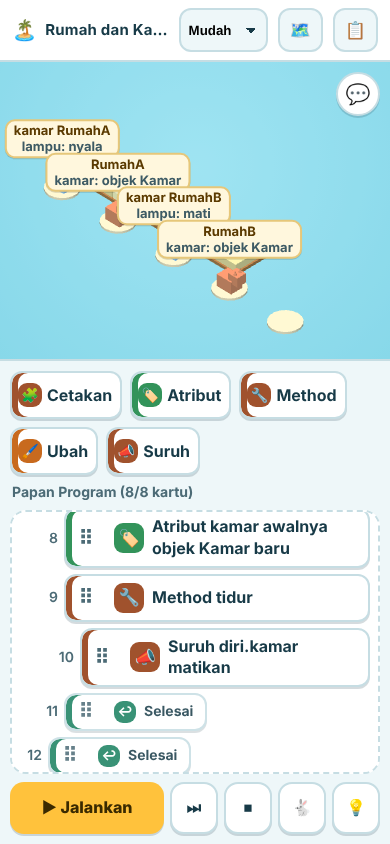 Rumah dan Ka...
Mudah
kamar RumahA
lampu: nyala
RumahA
kamar: objek Kamar
kamar RumahB
lampu: mati
RumahB
kamar: objek Kamar
Cetakan
Atribut
Method
Ubah
Suruh
Papan Program (8/8 kartu)
8
Atribut kamar awalnya
objek Kamar baru
9
Method tidur
10
Suruh diri.kamar
matikan
11
Selesai
12
Selesai
Jalankan